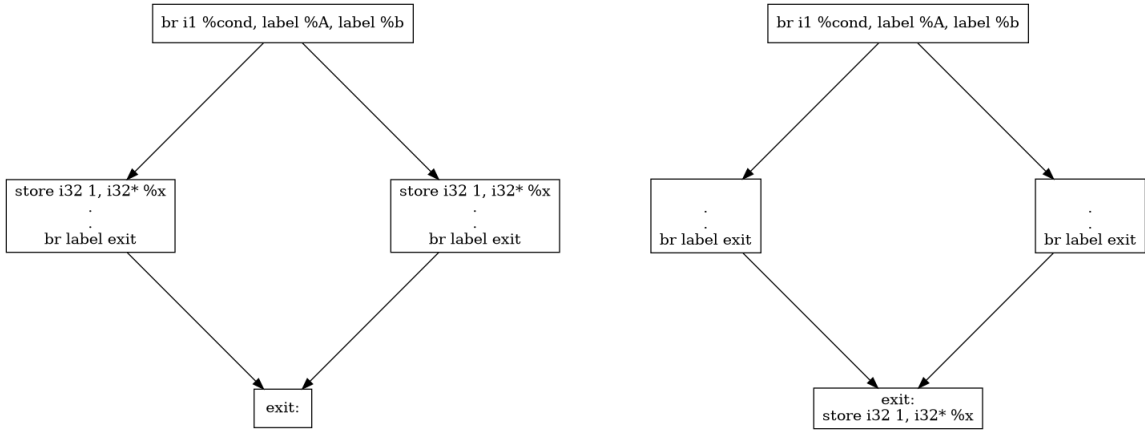 br i1 %cond, label %A, label %b
store i32 1, i32* %x
.
.
br label exit
store i32 1, i32* %x
.
.
br label exit
exit:
br i1 %cond, label %A, label %b
.
.
br label exit
.
.
br label exit
exit:
store i32 1, i32* %x